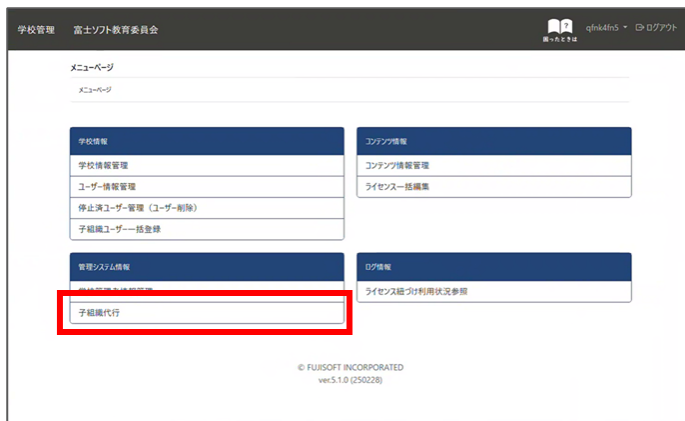 学校管理 富士ソフト教育委員会
困ったときは
qfnk4fn5 ログアウト
メニューページ
メニューページ
学校情報
学校情報管理
ユーザー情報管理
停止済ユーザー管理(ユーザー削除)
子組織ユーザー一括登録
コンテンツ情報
コンテンツ情報管理
ライセンス一括編集
管理システム情報
子組織代行
ログ情報
ライセンス紐づけ利用状況参照
© FUJISOFT INCORPORATED
ver.5.1.0 (250228)